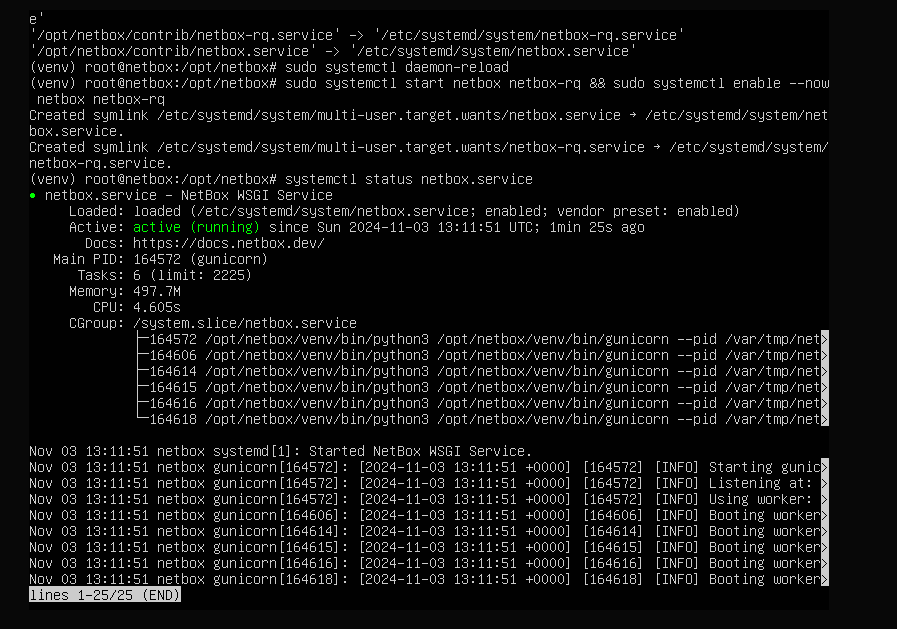 e'
'/opt/netbox/contrib/netbox-rq.service' -> '/etc/systemd/system/netbox-rq.service'
'/opt/netbox/contrib/netbox.service' -> '/etc/systemd/system/netbox.service'
(venv) root@netbox:/opt/netbox# sudo systemctl daemon-reload
(venv) root@netbox:/opt/netbox# sudo systemctl start netbox netbox-rq && sudo systemctl enable --now
 netbox netbox-rq
Created symlink /etc/systemd/system/multi-user.target.wants/netbox.service → /etc/systemd/system/net
box.service.
Created symlink /etc/systemd/system/multi-user.target.wants/netbox-rq.service → /etc/systemd/system/
netbox-rq.service.
(venv) root@netbox:/opt/netbox# systemctl status netbox.service
● netbox.service - NetBox WSGI Service
     Loaded: loaded (/etc/systemd/system/netbox.service; enabled; vendor preset: enabled)
     Active: active (running) since Sun 2024-11-03 13:11:51 UTC; 1min 25s ago
       Docs: https://docs.netbox.dev/
   Main PID: 164572 (gunicorn)
      Tasks: 6 (limit: 2225)
     Memory: 497.7M
        CPU: 4.605s
     CGroup: /system.slice/netbox.service
             ├─164572 /opt/netbox/venv/bin/python3 /opt/netbox/venv/bin/gunicorn --pid /var/tmp/net>
             ├─164606 /opt/netbox/venv/bin/python3 /opt/netbox/venv/bin/gunicorn --pid /var/tmp/net>
             ├─164614 /opt/netbox/venv/bin/python3 /opt/netbox/venv/bin/gunicorn --pid /var/tmp/net>
             ├─164615 /opt/netbox/venv/bin/python3 /opt/netbox/venv/bin/gunicorn --pid /var/tmp/net>
             ├─164616 /opt/netbox/venv/bin/python3 /opt/netbox/venv/bin/gunicorn --pid /var/tmp/net>
             └─164618 /opt/netbox/venv/bin/python3 /opt/netbox/venv/bin/gunicorn --pid /var/tmp/net>
Nov 03 13:11:51 netbox systemd[1]: Started NetBox WSGI Service.
Nov 03 13:11:51 netbox gunicorn[164572]: [2024-11-03 13:11:51 +0000] [164572] [INFO] Starting gunic>
Nov 03 13:11:51 netbox gunicorn[164572]: [2024-11-03 13:11:51 +0000] [164572] [INFO] Listening at: >
Nov 03 13:11:51 netbox gunicorn[164572]: [2024-11-03 13:11:51 +0000] [164572] [INFO] Using worker: >
Nov 03 13:11:51 netbox gunicorn[164606]: [2024-11-03 13:11:51 +0000] [164606] [INFO] Booting worker>
Nov 03 13:11:51 netbox gunicorn[164614]: [2024-11-03 13:11:51 +0000] [164614] [INFO] Booting worker>
Nov 03 13:11:51 netbox gunicorn[164615]: [2024-11-03 13:11:51 +0000] [164615] [INFO] Booting worker>
Nov 03 13:11:51 netbox gunicorn[164616]: [2024-11-03 13:11:51 +0000] [164616] [INFO] Booting worker>
Nov 03 13:11:51 netbox gunicorn[164618]: [2024-11-03 13:11:51 +0000] [164618] [INFO] Booting worker>
lines 1-25/25 (END)